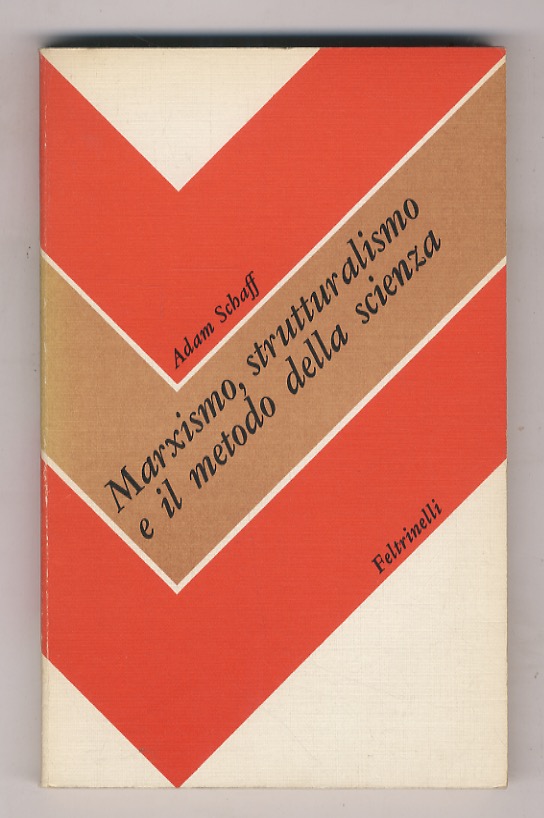 Adam Schaff
Marxismo, strutturalismo
e il metodo della scienza
Feltrinelli